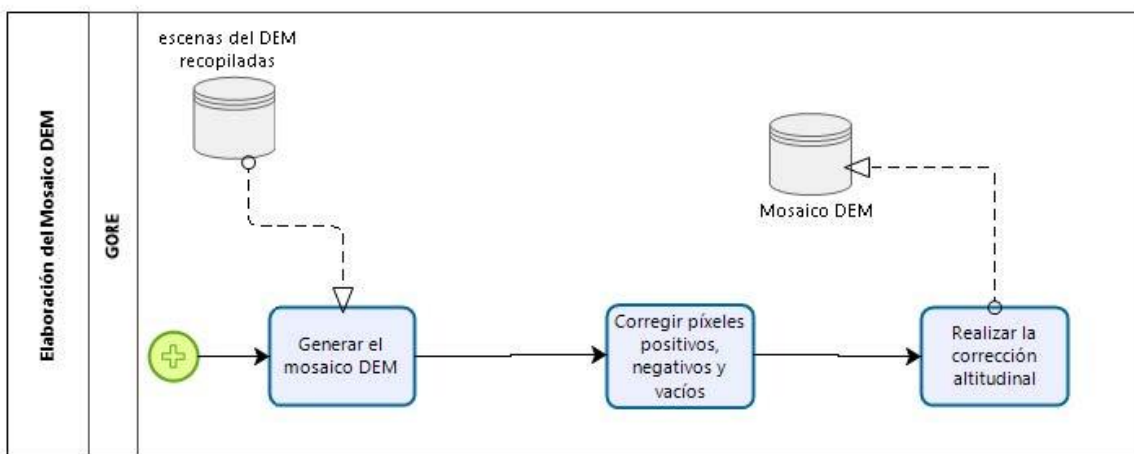 Elaboración del Mosaico DEM
GORE
escenas del DEM
recopiladas
Mosaico DEM
Generar el
mosaico DEM
Corregir píxeles
positivos,
negativos y
vacíos
Realizar la
corrección
altitudinal